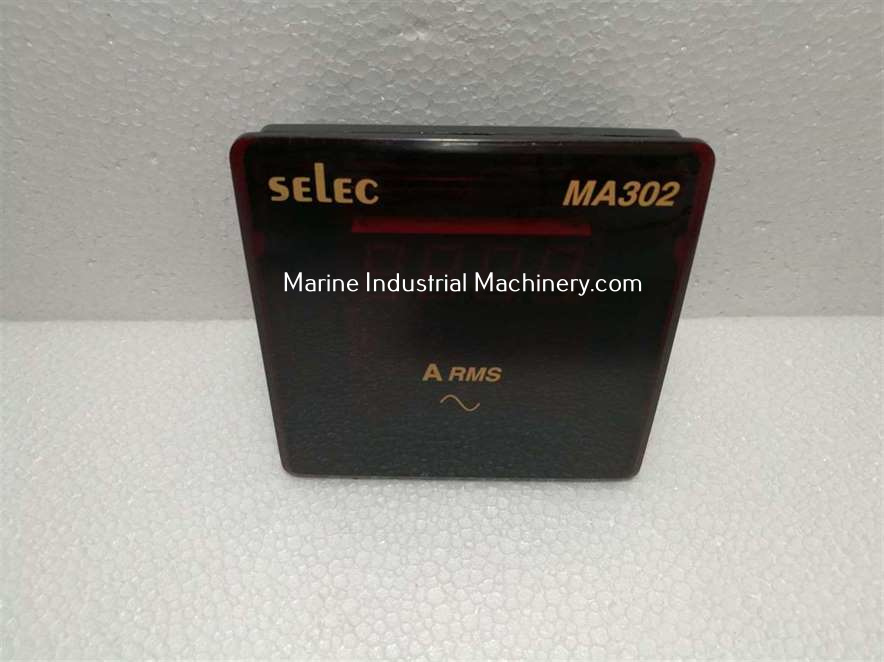 selec MA302
Marine Industrial Machinery.com
A RMS